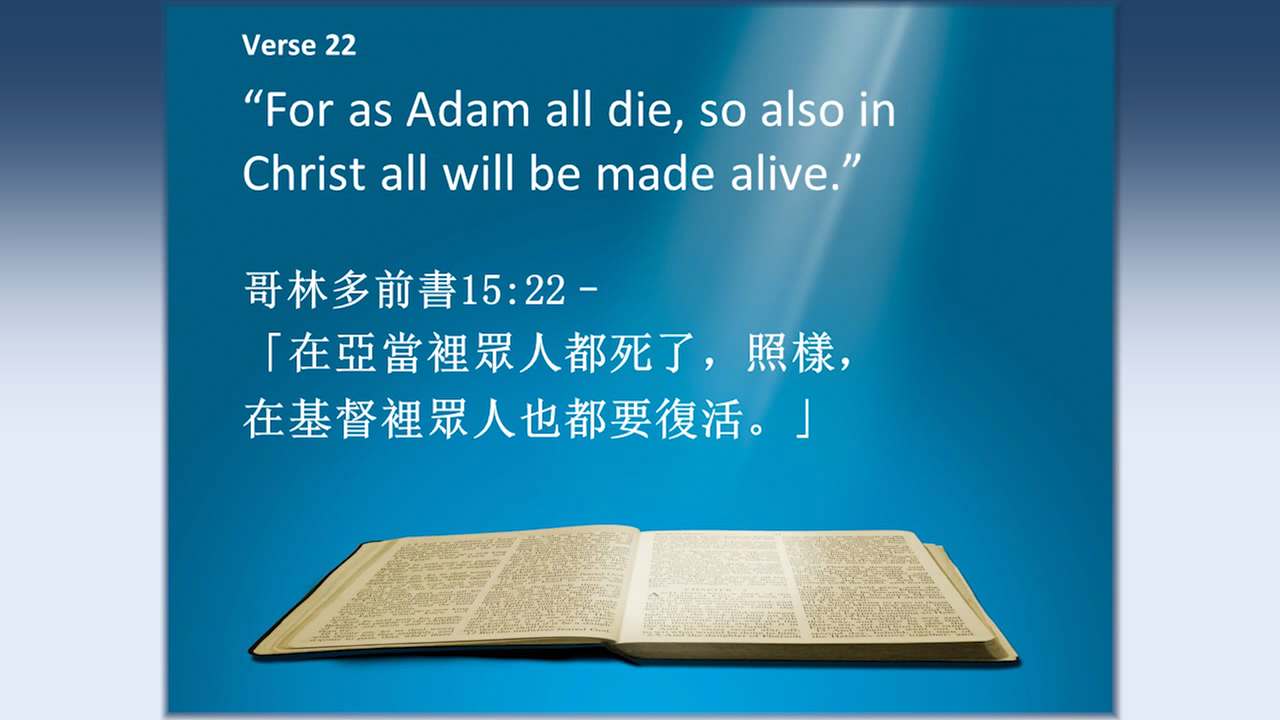 Verse 22
“For as Adam all die, so also in
Christ all will be made alive.”
哥林多前書15:22 -
「在亞當裡眾人都死了，照樣，
在基督裡眾人也都要復活。」